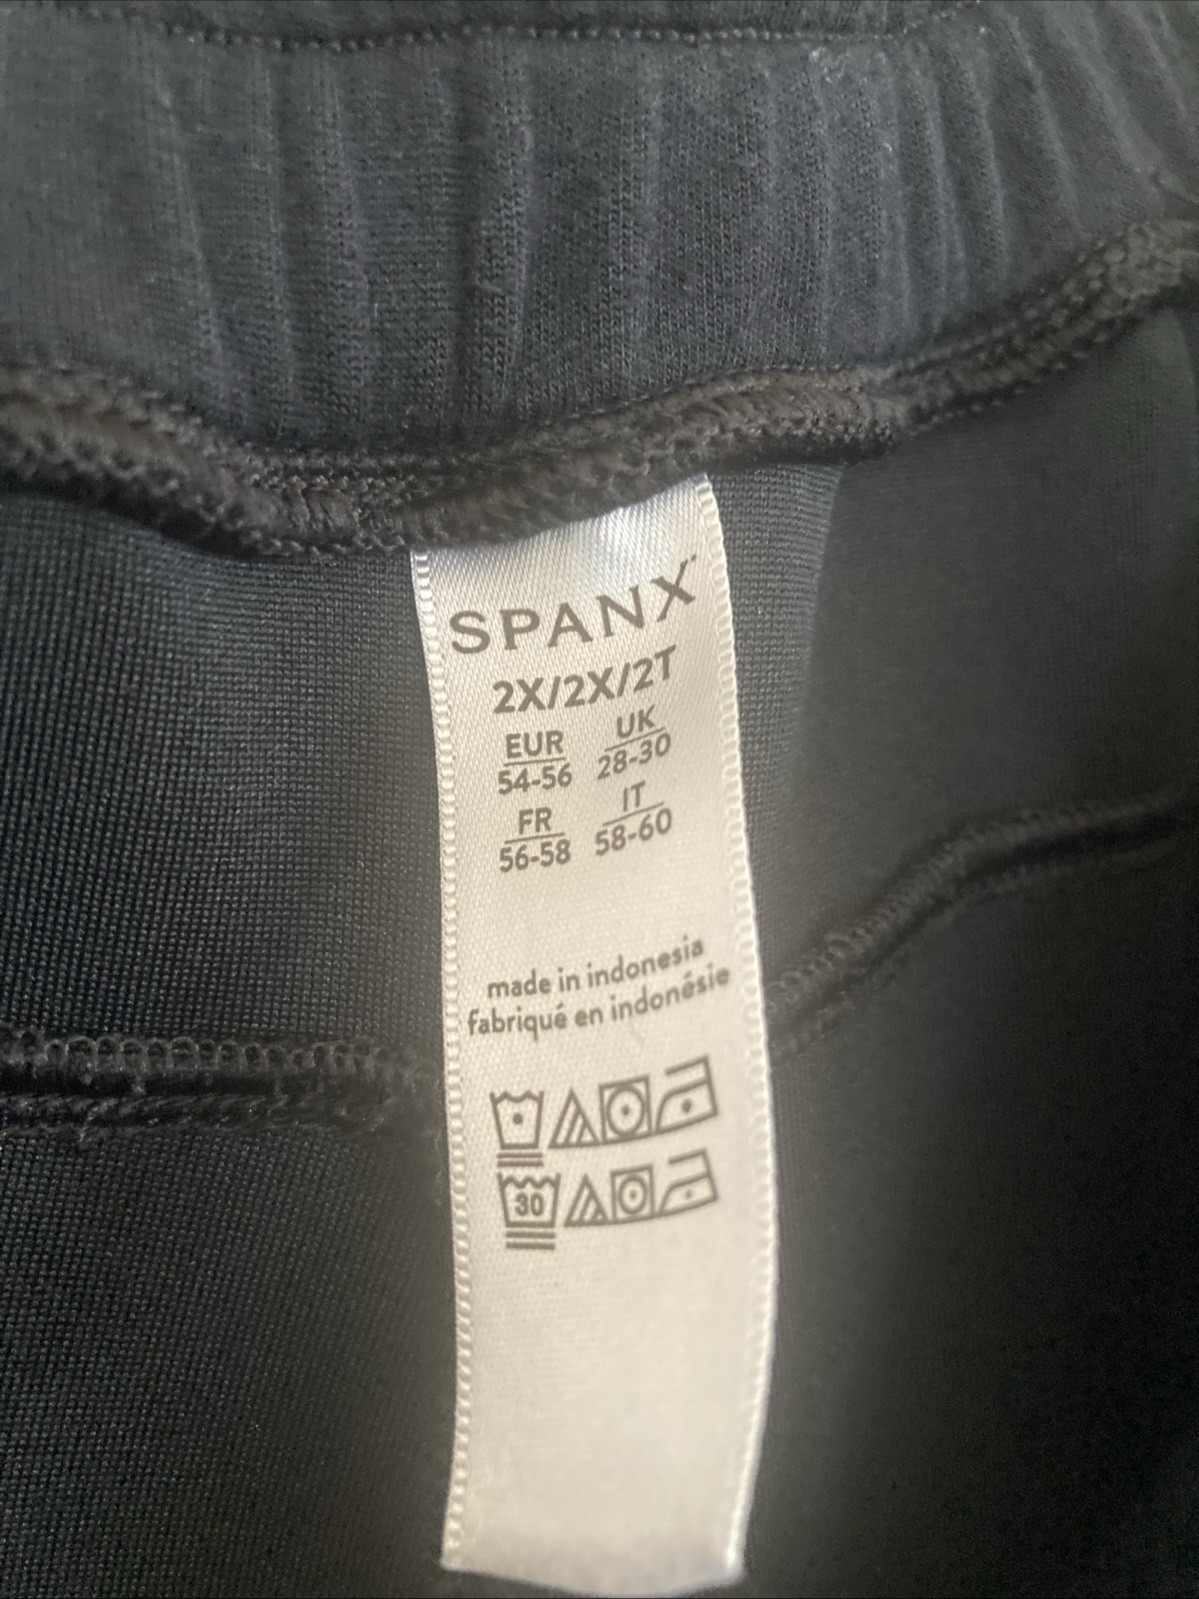 SPANX
2X/2X/2T
EUR UK
54-56 28-30
FR IT
56-58 58-60
made in indonesia
fabriqué en indonésie
30